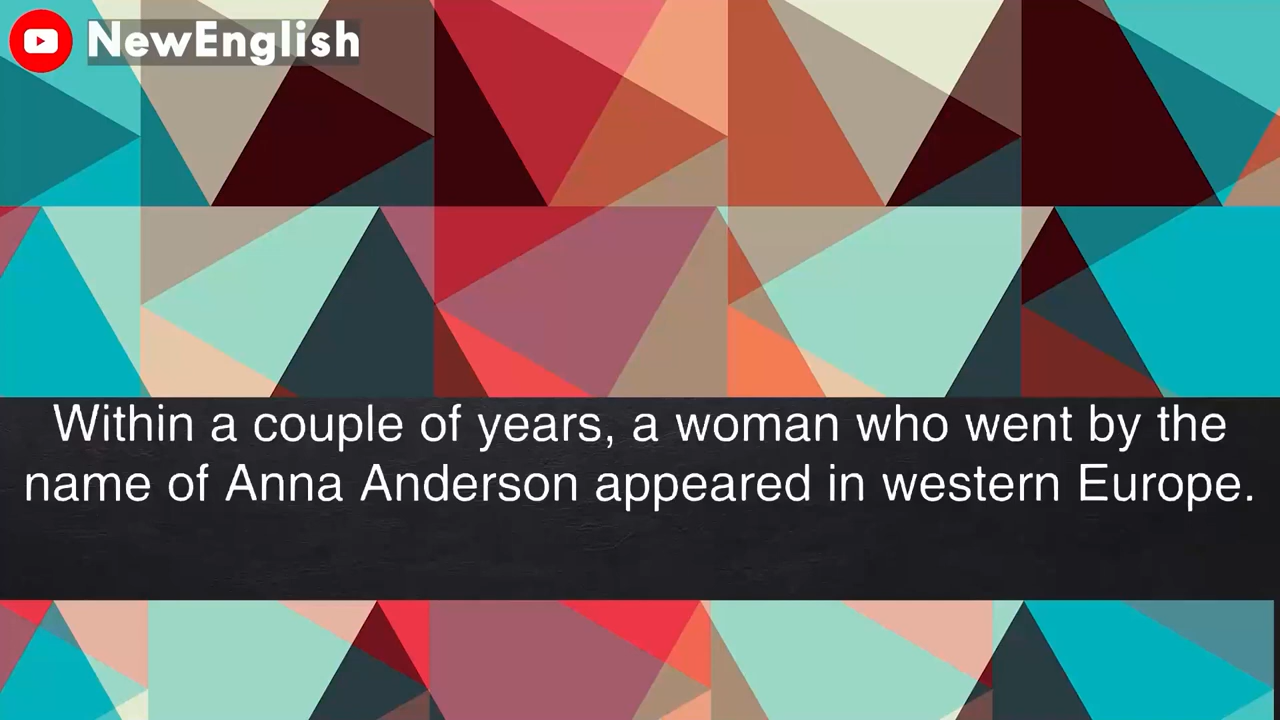 NewEnglish
Within a couple of years, a woman who went by the
name of Anna Anderson appeared in western Europe.